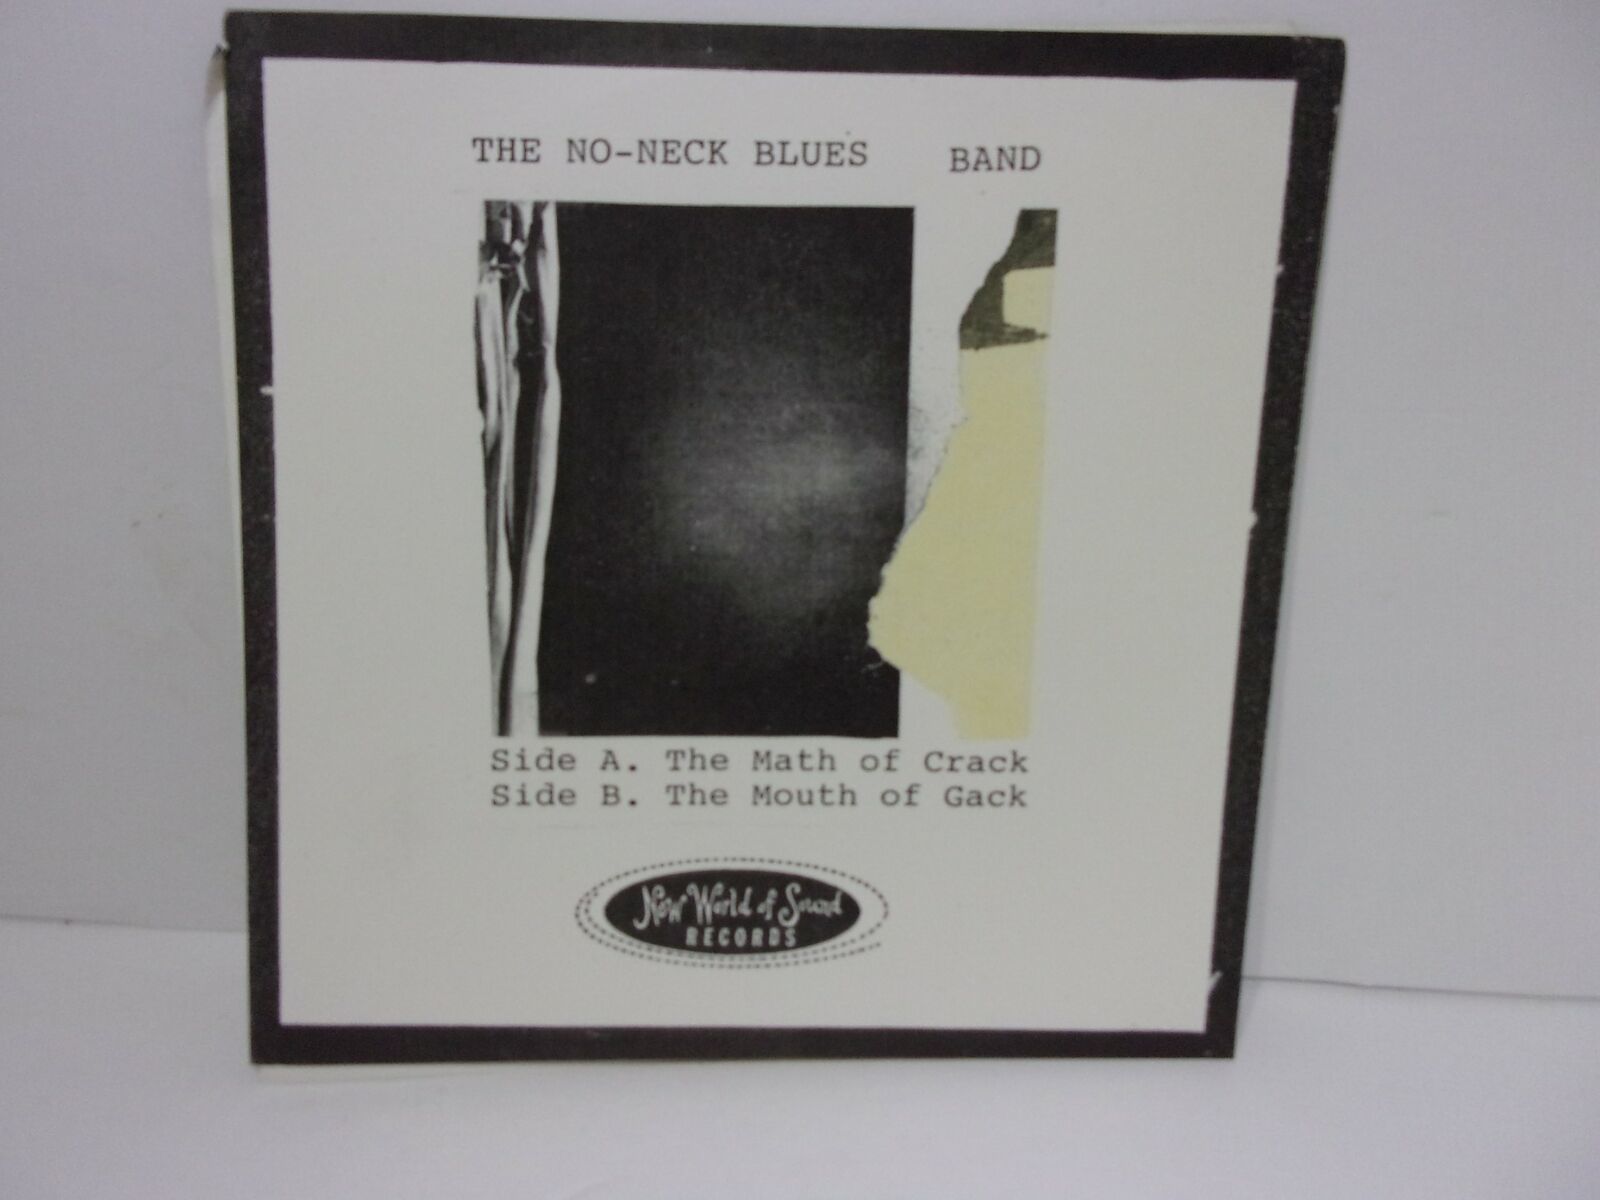 THE NO-NECK BLUES BAND
Side A. The Math of Crack
Side B. The Mouth of Gack
New World of Sound
RECORDS